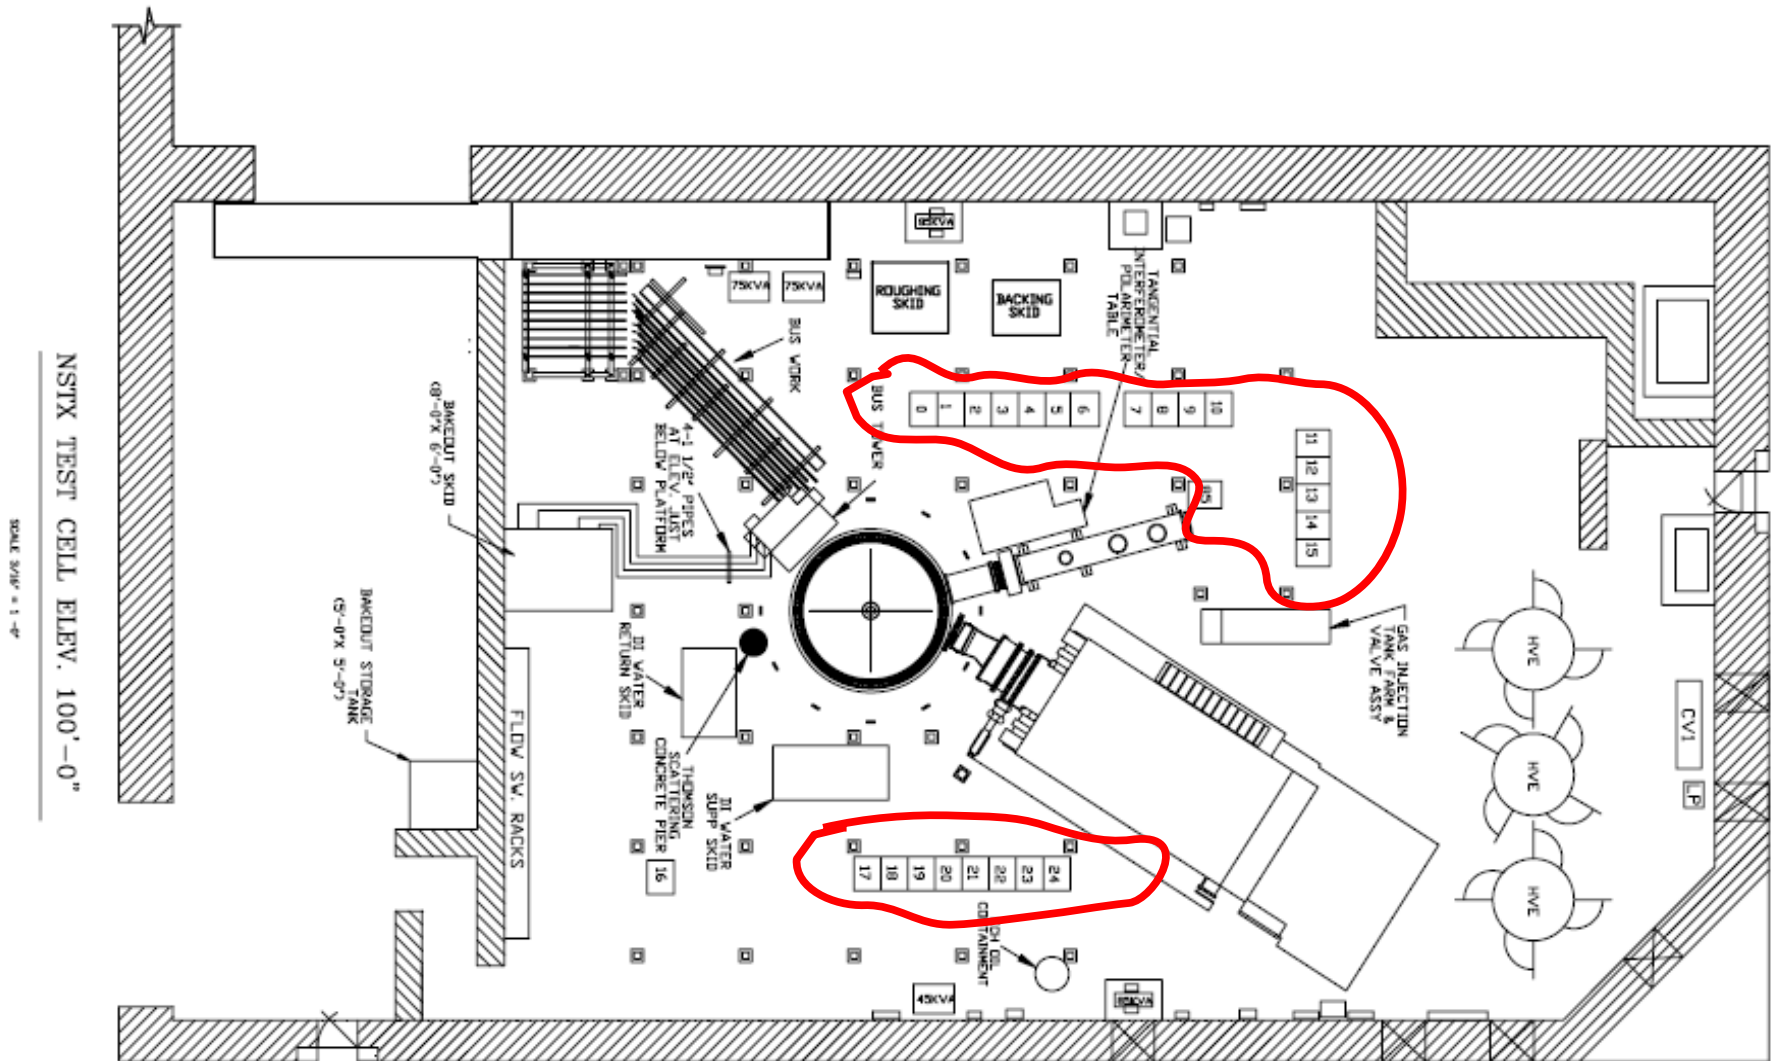 NSTX TEST CELL ELEV. 100'-0"
SCALE 3/16" = 1'-0"
75KVA
75KVA
ROUGHING
SKID
BACKING
SKID
TANGENTIAL
INTERFEROMETER/
POLARIMETER
TABLE
BUS WORK
BUS TOWER
0
1
2
3
4
5
6
7
8
9
10
11
12
13
14
15
BAKEOUT SKID
(8'-0"X 6'-0")
4-1 1/2" PIPES
AT ELEV. JUST
BELOW PLATFORM
BAKEOUT STORAGE
TANK
(5'-0"X 5'-0")
DI WATER
RETURN SKID
THOMSON
SCATTERING
CONCRETE PIER
DI WATER
SUPP SKID
FLOW SW. RACKS
GAS INJECTION
TANK FARM &
VALVE ASSY
HVE
HVE
HVE
CV1
LP
16
17
18
19
20
21
22
23
24
OIL
CONTAINMENT
45KVA